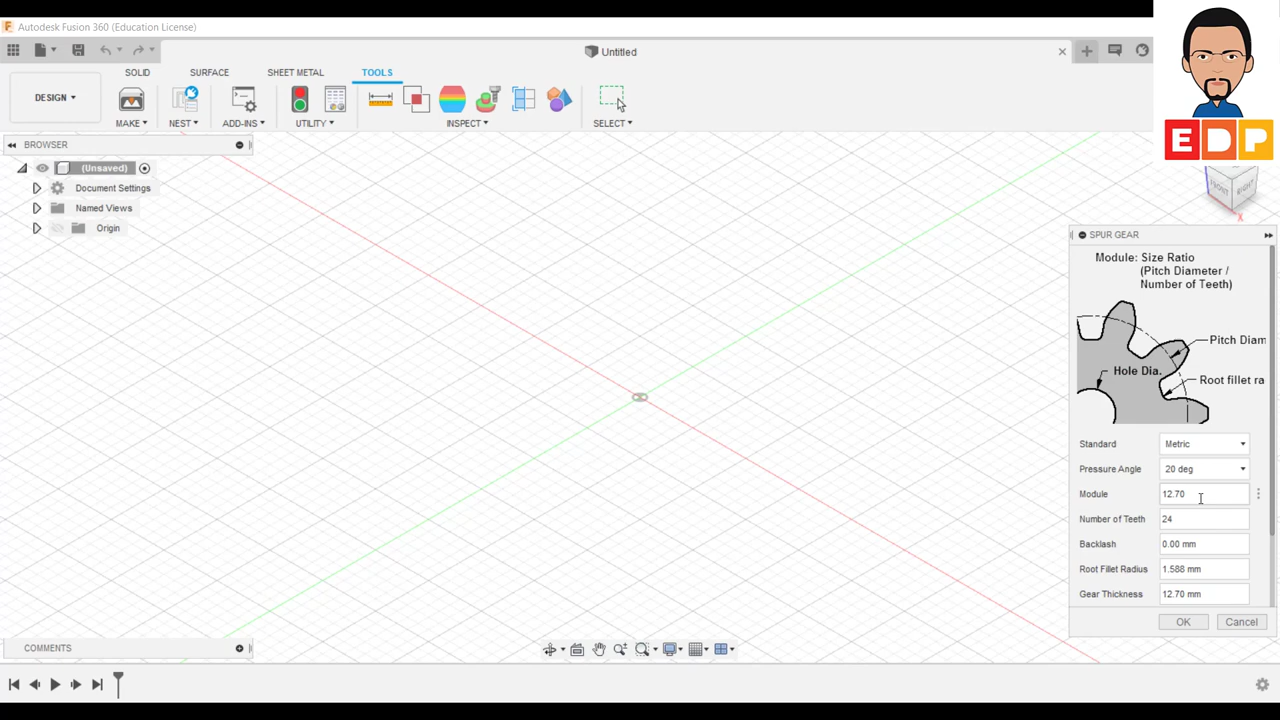 Autodesk Fusion 360 (Education License)
Untitled
SOLID SURFACE SHEET METAL TOOLS
DESIGN
MAKE NEST ADD-INS UTILITY INSPECT SELECT
EDP
BROWSER
(Unsaved)
Document Settings
Named Views
Origin
FRONT RIGHT
X
SPUR GEAR
Module: Size Ratio
(Pitch Diameter /
Number of Teeth)
Pitch Diam
Hole Dia.
Root fillet ra
Standard Metric
Pressure Angle 20 deg
Module 12.70
Number of Teeth 24
Backlash 0.00 mm
Root Fillet Radius 1.588 mm
Gear Thickness 12.70 mm
OK Cancel
COMMENTS